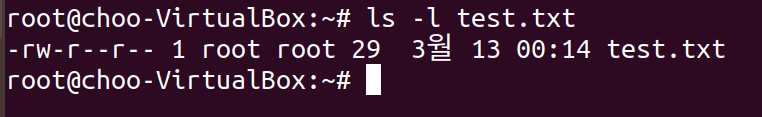 root@choo-VirtualBox:~# ls -l test.txt
-rw-r--r-- 1 root root 29  3월 13 00:14 test.txt
root@choo-VirtualBox:~#